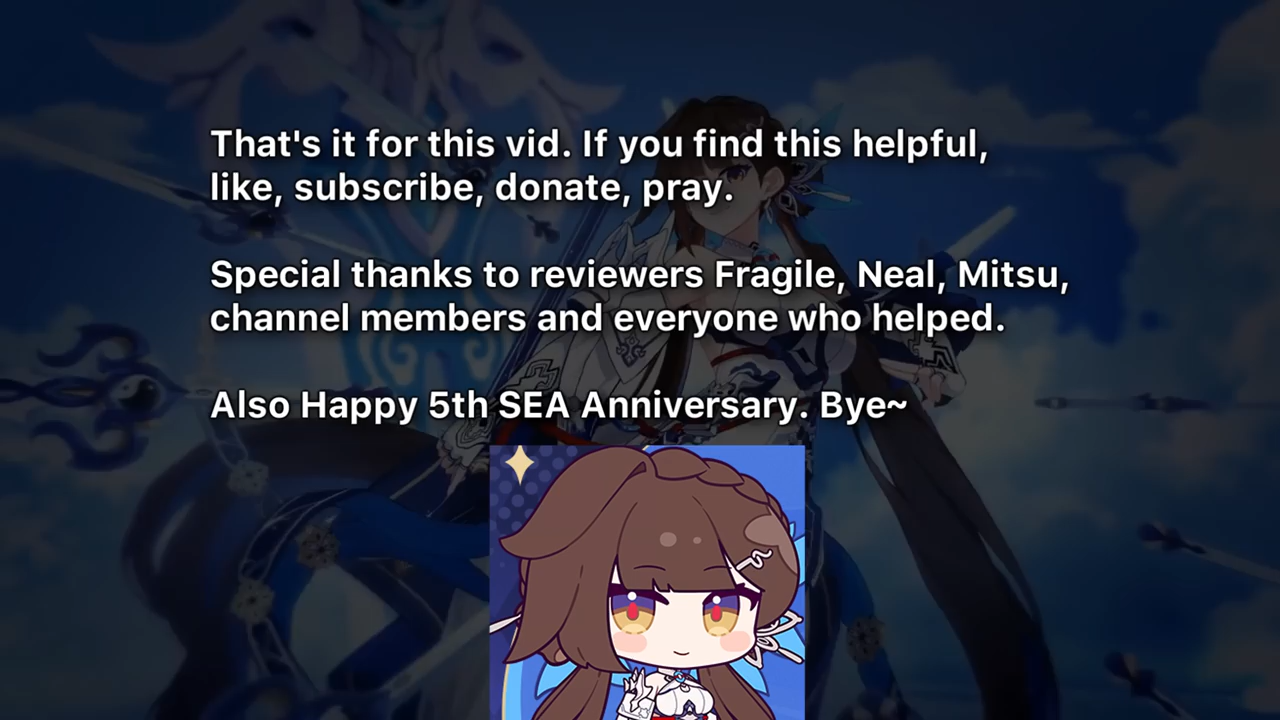 That's it for this vid. If you find this helpful,
like, subscribe, donate, pray.
Special thanks to reviewers Fragile, Neal, Mitsu,
channel members and everyone who helped.
Also Happy 5th SEA Anniversary. Bye~